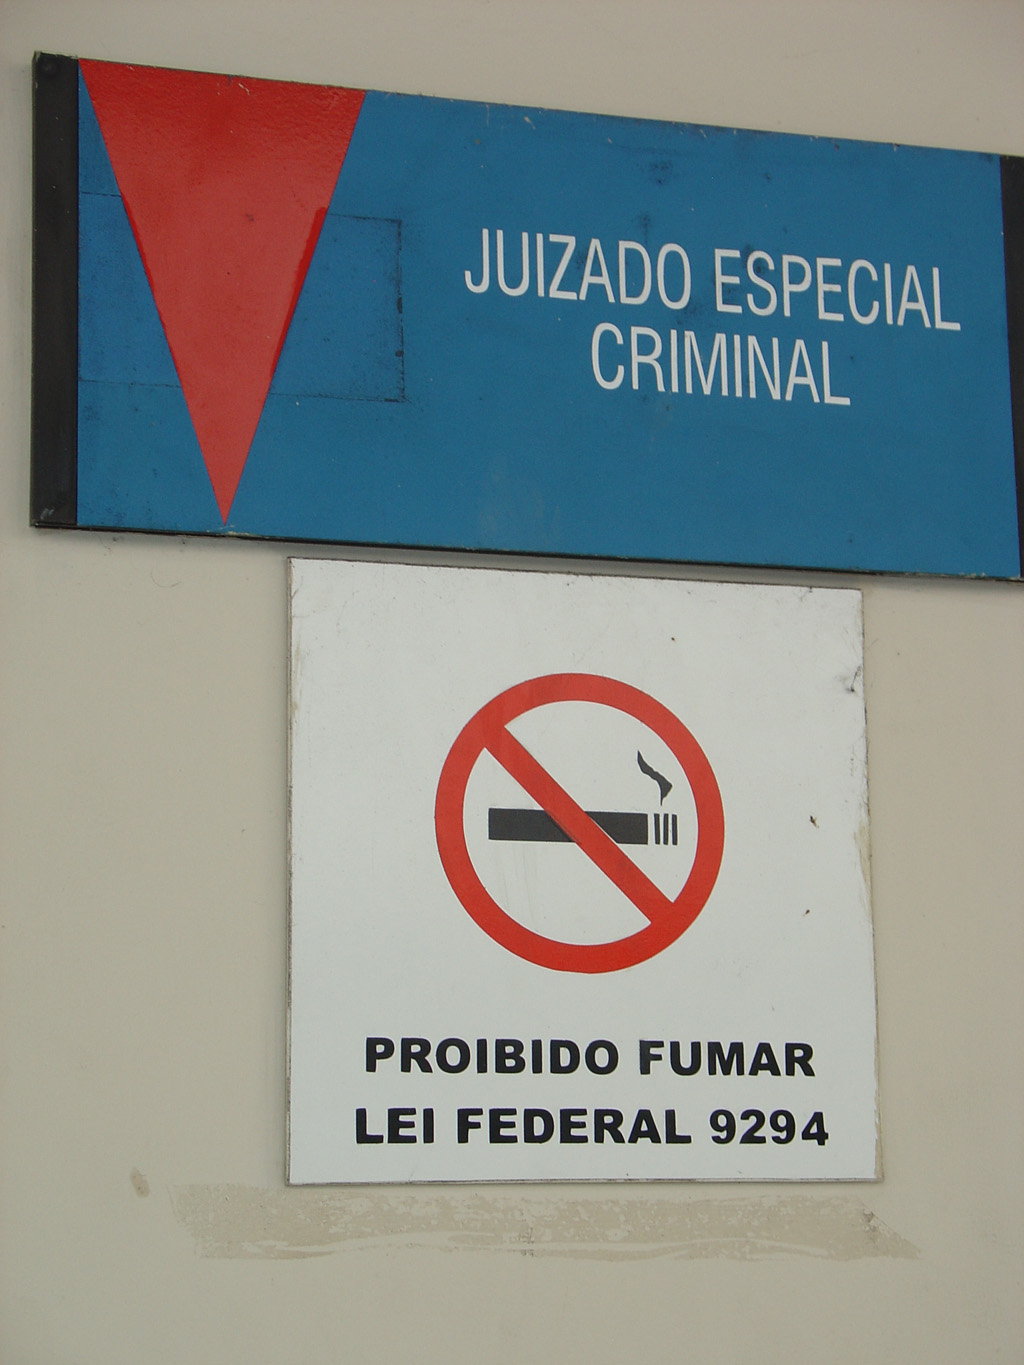 JUIZADO ESPECIAL
CRIMINAL
PROIBIDO FUMAR
LEI FEDERAL 9294